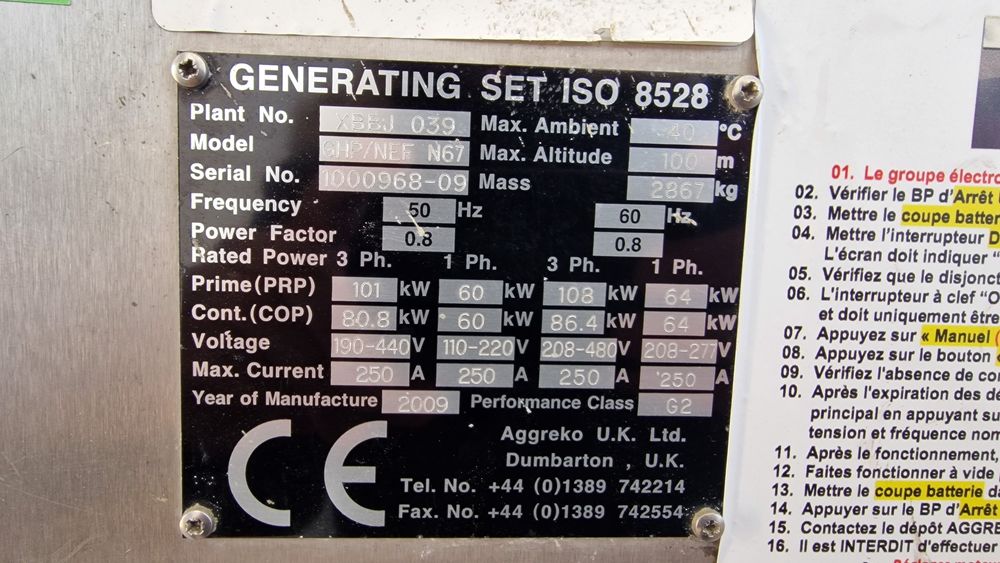 GENERATING SET ISO 8528
Plant No. XBBJ 039 Max. Ambient 40 °C
Model GHP/NEF N67 Max. Altitude 100 m
Serial No. 1000968-09 Mass 2867 kg
Frequency 50 Hz 60 Hz
Power Factor 0.8 0.8
Rated Power 3 Ph. 1 Ph. 3 Ph. 1 Ph.
Prime (PRP) 101 kW 60 kW 108 kW 64 kW
Cont. (COP) 80.8 kW 60 kW 86.4 kW 64 kW
Voltage 190-440 V 110-220 V 208-480 V 208-277 V
Max. Current 250 A 250 A 250 A 250 A
Year of Manufacture 2009 Performance Class G2
CE
Aggreko U.K. Ltd.
Dumbarton , U.K.
Tel. No. +44 (0)1389 742214
Fax. No. +44 (0)1389 742554
01. Le groupe électro
02. Vérifier le BP d'Arrêt
03. Mettre le coupe batter
04. Mettre l'interrupteur D
L'écran doit indiquer "
05. Vérifiez que le disjonct
06. L'interrupteur à clef "O
et doit uniquement être
07. Appuyez sur « Manuel (
08. Appuyez sur le bouton «
09. Vérifiez l'absence de co
10. Après l'expiration des dé
principal en appuyant su
tension et fréquence nom
11. Après le fonctionnement,
12. Faites fonctionner à vide
13. Mettre le coupe batterie d
14. Appuyer sur le BP d'Arrêt
15. Contactez le dépôt AGGRE
16. Il est INTERDIT d'effectuer